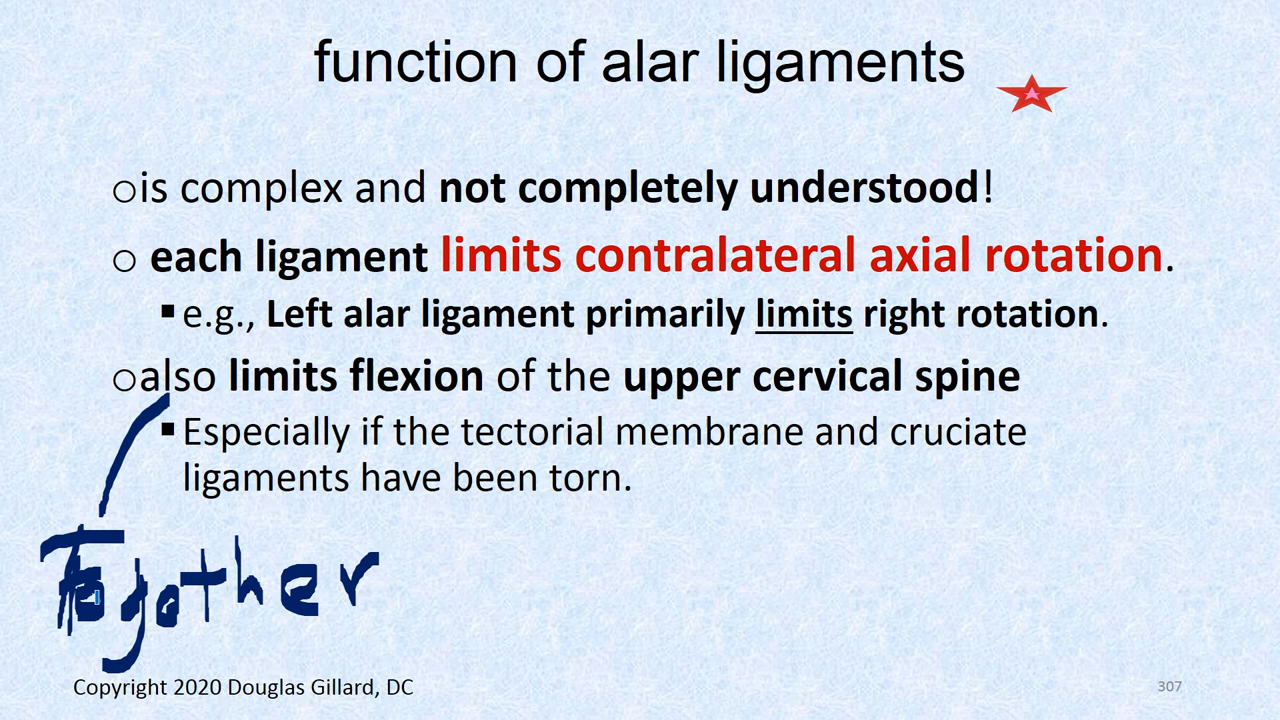 function of alar ligaments
○is complex and not completely understood!
○ each ligament limits contralateral axial rotation.
▪e.g., Left alar ligament primarily limits right rotation.
○also limits flexion of the upper cervical spine
▪Especially if the tectorial membrane and cruciate
ligaments have been torn.
Together
Copyright 2020 Douglas Gillard, DC
307